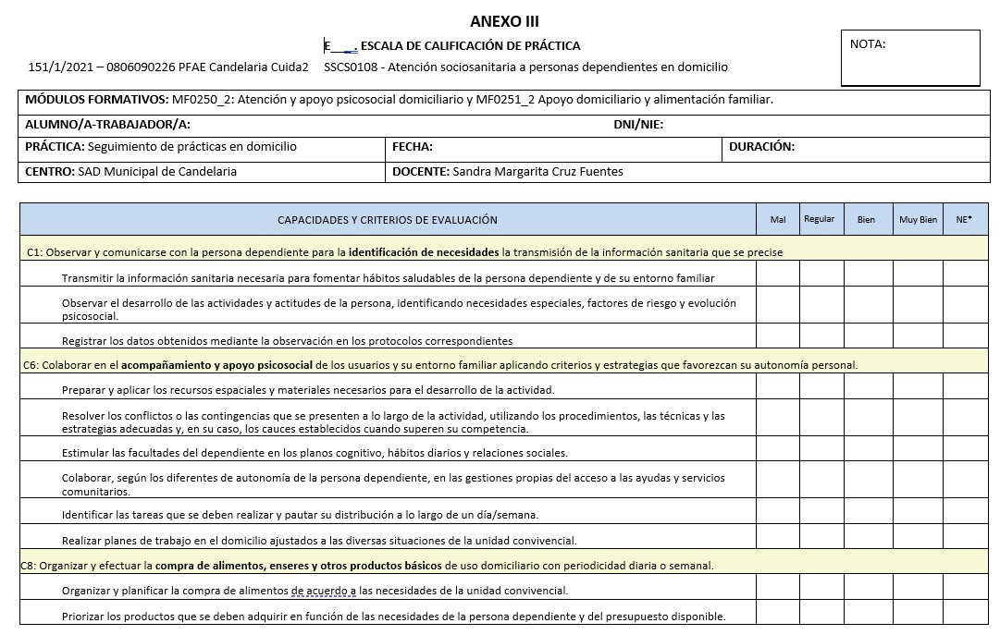 ANEXO III
E___. ESCALA DE CALIFICACIÓN DE PRÁCTICA
NOTA:
151/1/2021 – 0806090226 PFAE Candelaria Cuida2 SSCS0108 - Atención sociosanitaria a personas dependientes en domicilio
MÓDULOS FORMATIVOS: MF0250_2: Atención y apoyo psicosocial domiciliario y MF0251_2 Apoyo domiciliario y alimentación familiar.
ALUMNO/A-TRABAJADOR/A: DNI/NIE:
PRÁCTICA: Seguimiento de prácticas en domicilio FECHA: DURACIÓN:
CENTRO: SAD Municipal de Candelaria DOCENTE: Sandra Margarita Cruz Fuentes
CAPACIDADES Y CRITERIOS DE EVALUACIÓN Mal Regular Bien Muy Bien NE*
C1: Observar y comunicarse con la persona dependiente para la identificación de necesidades la transmisión de la información sanitaria que se precise
Transmitir la información sanitaria necesaria para fomentar hábitos saludables de la persona dependiente y de su entorno familiar
Observar el desarrollo de las actividades y actitudes de la persona, identificando necesidades especiales, factores de riesgo y evolución
psicosocial.
Registrar los datos obtenidos mediante la observación en los protocolos correspondientes
C6: Colaborar en el acompañamiento y apoyo psicosocial de los usuarios y su entorno familiar aplicando criterios y estrategias que favorezcan su autonomía personal.
Preparar y aplicar los recursos espaciales y materiales necesarios para el desarrollo de la actividad.
Resolver los conflictos o las contingencias que se presenten a lo largo de la actividad, utilizando los procedimientos, las técnicas y las
estrategias adecuadas y, en su caso, los cauces establecidos cuando superen su competencia.
Estimular las facultades del dependiente en los planos cognitivo, hábitos diarios y relaciones sociales.
Colaborar, según los diferentes de autonomía de la persona dependiente, en las gestiones propias del acceso a las ayudas y servicios
comunitarios.
Identificar las tareas que se deben realizar y pautar su distribución a lo largo de un día/semana.
Realizar planes de trabajo en el domicilio ajustados a las diversas situaciones de la unidad convivencial.
C8: Organizar y efectuar la compra de alimentos, enseres y otros productos básicos de uso domiciliario con periodicidad diaria o semanal.
Organizar y planificar la compra de alimentos de acuerdo a las necesidades de la unidad convivencial.
Priorizar los productos que se deben adquirir en función de las necesidades de la persona dependiente y del presupuesto disponible.